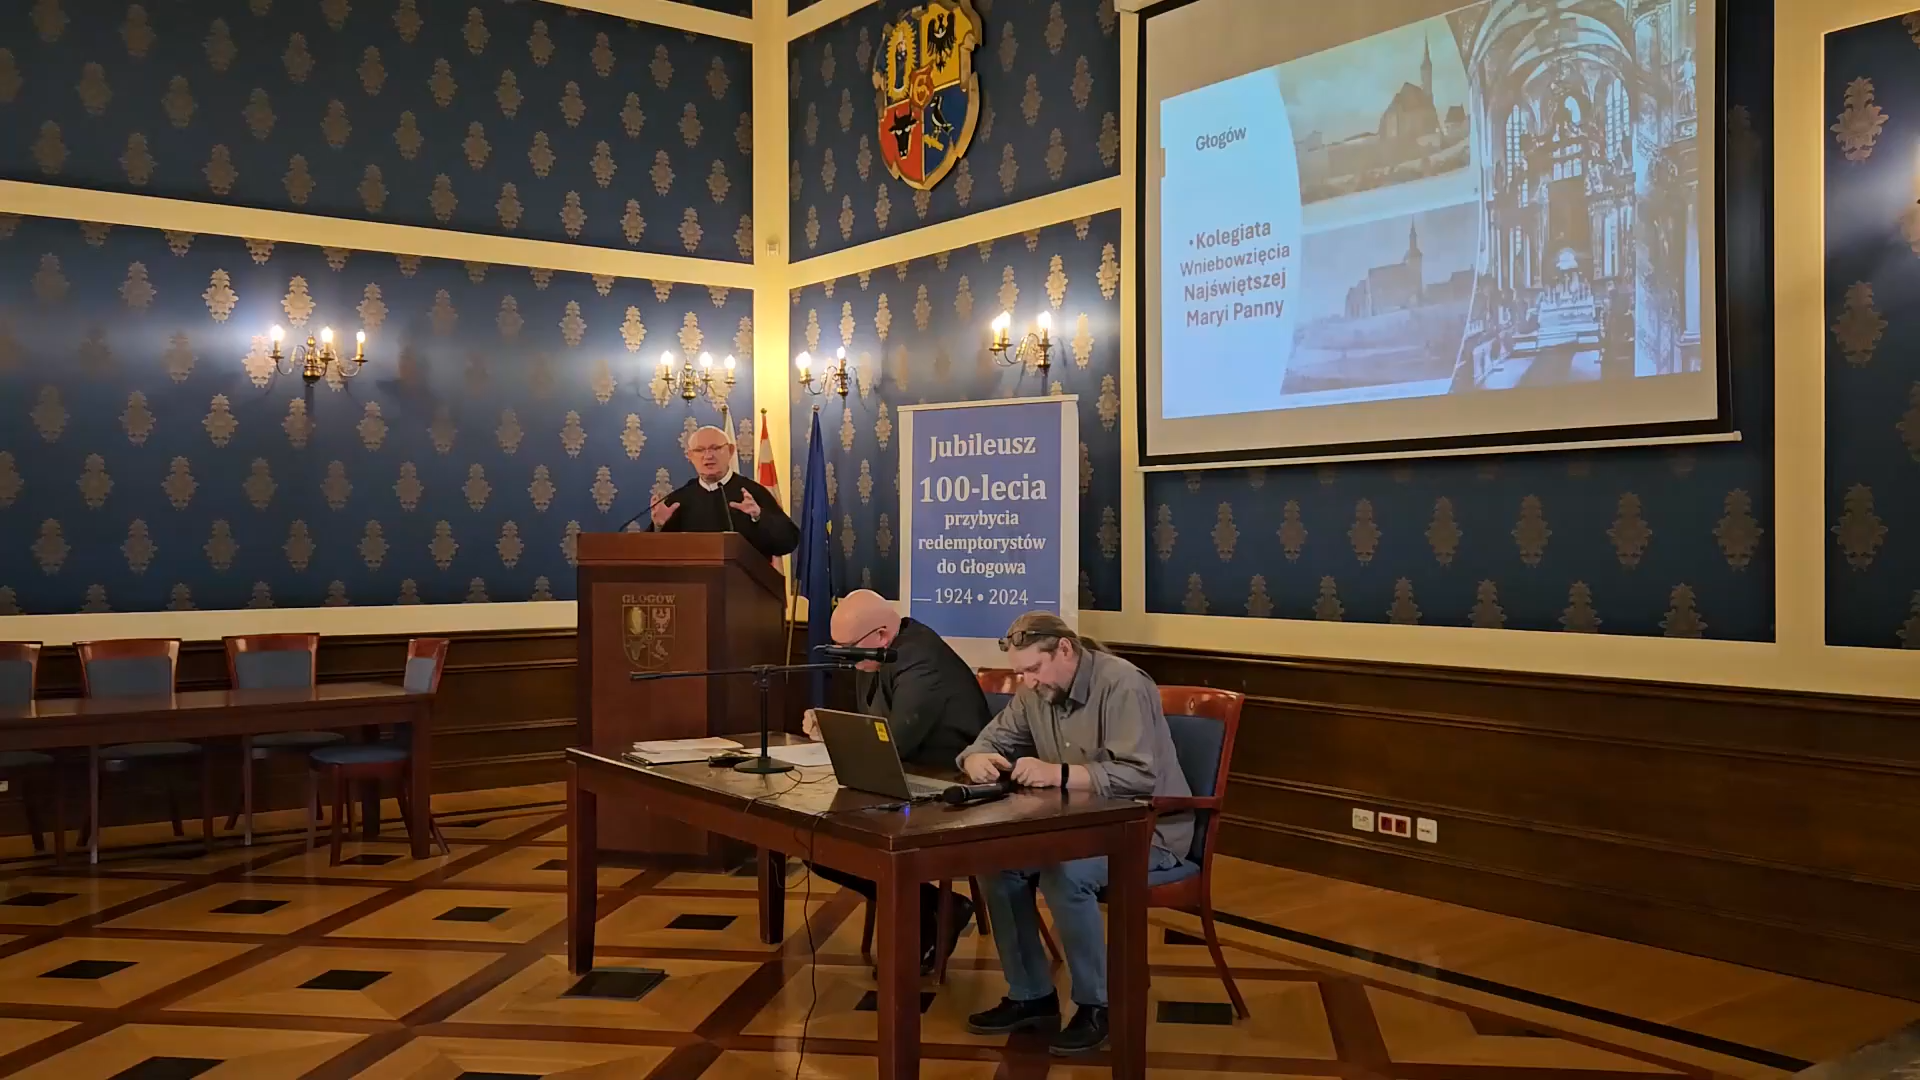 Głogów
• Kolegiata
Wniebowzięcia
Najświętszej
Maryi Panny
Jubileusz
100-lecia
przybycia
redemptorystów
do Głogowa
— 1924 • 2024 —
GŁOGÓW